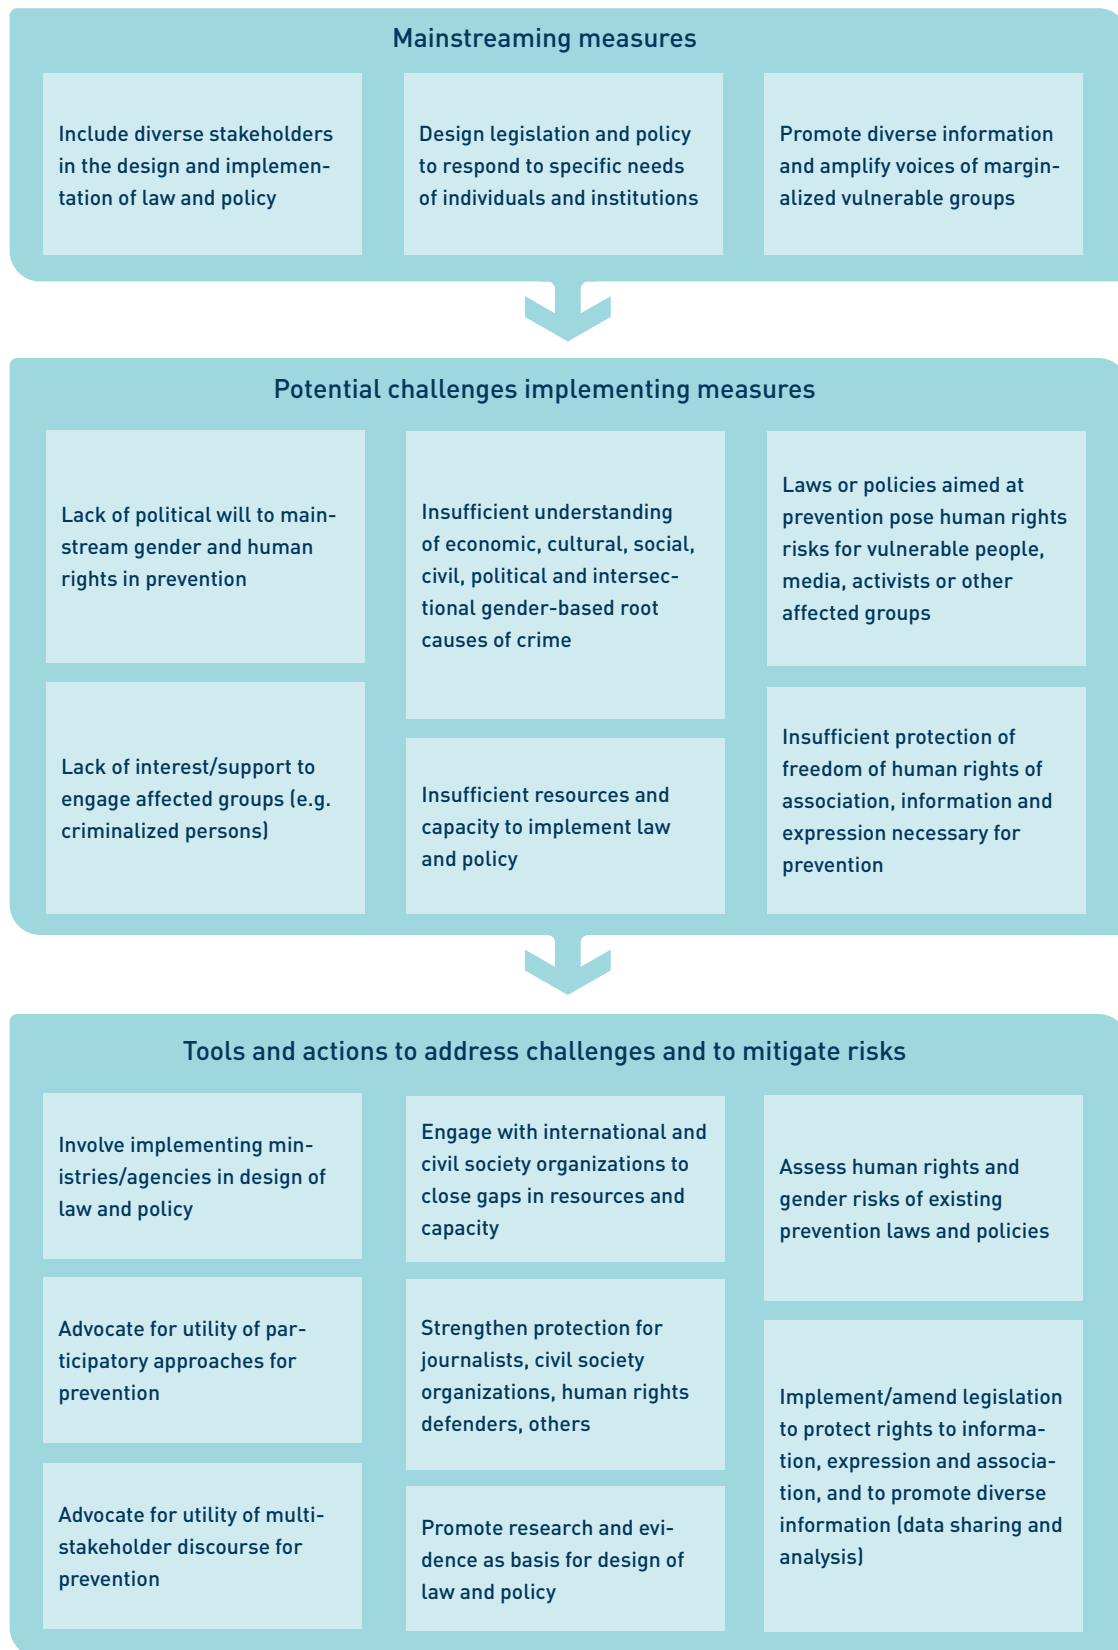 Mainstreaming measures
Include diverse stakeholders
in the design and implemen-
tation of law and policy
Design legislation and policy
to respond to specific needs
of individuals and institutions
Promote diverse information
and amplify voices of margin-
alized vulnerable groups
Potential challenges implementing measures
Lack of political will to main-
stream gender and human
rights in prevention
Lack of interest/support to
engage affected groups (e.g.
criminalized persons)
Insufficient understanding
of economic, cultural, social,
civil, political and intersec-
tional gender-based root
causes of crime
Insufficient resources and
capacity to implement law
and policy
Laws or policies aimed at
prevention pose human rights
risks for vulnerable people,
media, activists or other
affected groups
Insufficient protection of
freedom of human rights of
association, information and
expression necessary for
prevention
Tools and actions to address challenges and to mitigate risks
Involve implementing min-
istries/agencies in design of
law and policy
Advocate for utility of par-
ticipatory approaches for
prevention
Advocate for utility of multi-
stakeholder discourse for
prevention
Engage with international and
civil society organizations to
close gaps in resources and
capacity
Strengthen protection for
journalists, civil society
organizations, human rights
defenders, others
Promote research and evi-
dence as basis for design of
law and policy
Assess human rights and
gender risks of existing
prevention laws and policies
Implement/amend legislation
to protect rights to informa-
tion, expression and associa-
tion, and to promote diverse
information (data sharing and
analysis)